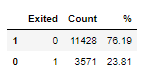 Exited Count %
1 0 11428 76.19
0 1 3571 23.81